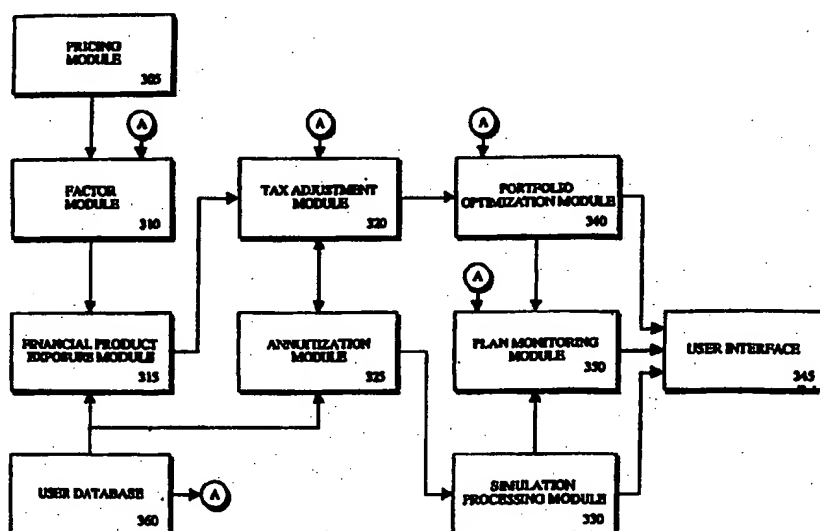 PRICING
MODULE
305
A
A
A
FACTOR
MODULE
310
TAX ADJUSTMENT
MODULE
320
PORTFOLIO
OPTIMIZATION MODULE
340
A
FINANCIAL PRODUCT
EXPOSURE MODULE
315
ANNUITIZATION
MODULE
325
PLAN MONITORING
MODULE
350
USER INTERFACE
345
USER DATABASE
360
A
SIMULATION
PROCESSING MODULE
330